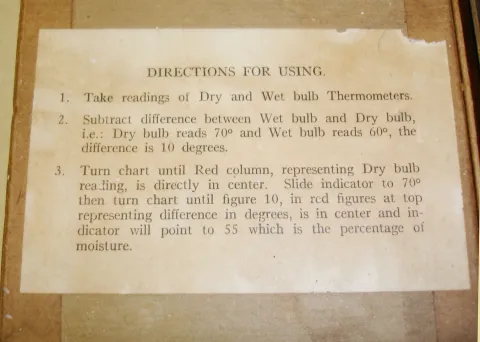 DIRECTIONS FOR USING.
1. Take readings of Dry and Wet bulb Thermometers.
2. Subtract difference between Wet bulb and Dry bulb,
i.e.: Dry bulb reads 70° and Wet bulb reads 60°, the
difference is 10 degrees.
3. Turn chart until Red column, representing Dry bulb
reading, is directly in center. Slide indicator to 70°
then turn chart until figure 10, in red figures at top
representing difference in degrees, is in center and in-
dicator will point to 55 which is the percentage of
moisture.